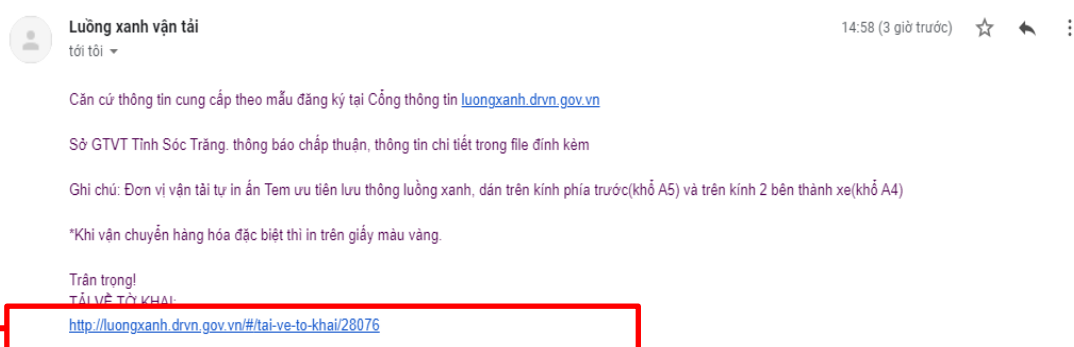 Luồng xanh vận tải
14:58 (3 giờ trước)
tới tôi
Căn cứ thông tin cung cấp theo mẫu đăng ký tại Cổng thông tin luongxanh.drvn.gov.vn
Sở GTVT Tỉnh Sóc Trăng. thông báo chấp thuận, thông tin chi tiết trong file đính kèm
Ghi chú: Đơn vị vận tải tự in ấn Tem ưu tiên lưu thông luồng xanh, dán trên kính phía trước(khổ A5) và trên kính 2 bên thành xe(khổ A4)
*Khi vận chuyển hàng hóa đặc biệt thì in trên giấy màu vàng.
Trân trọng!
TẢI VỀ TỜ KHAI:
http://luongxanh.drvn.gov.vn/#/tai-ve-to-khai/28076